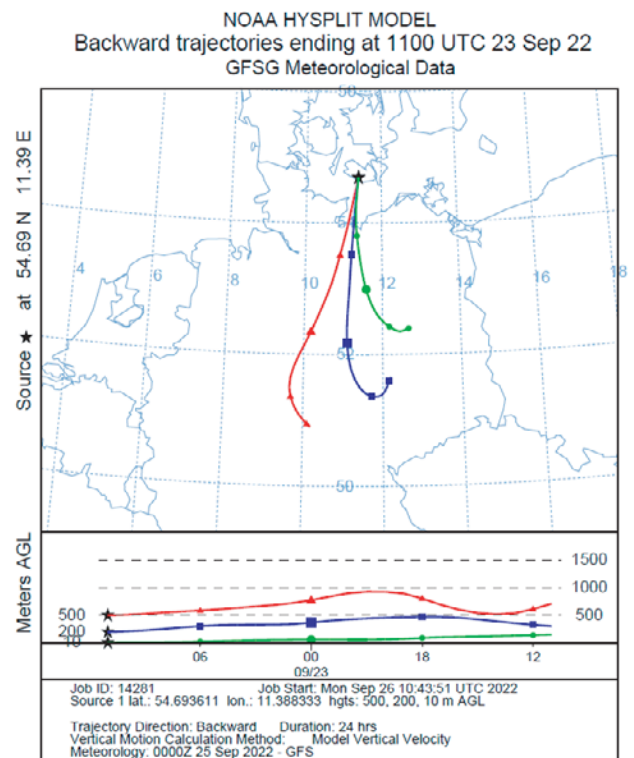 NOAA HYSPLIT MODEL
Backward trajectories ending at 1100 UTC 23 Sep 22
GFSG Meteorological Data
Source ★ at 54.69 N 11.39 E
4
6
8
10
12
14
16
18
52
50
Meters AGL
1500
1000
500
500
200
10
06
00
18
12
09/23
Job ID: 14281 Job Start: Mon Sep 26 10:43:51 UTC 2022
Source 1 lat.: 54.693611 lon.: 11.388333 hgts: 500, 200, 10 m AGL
Trajectory Direction: Backward Duration: 24 hrs
Vertical Motion Calculation Method: Model Vertical Velocity
Meteorology: 0000Z 25 Sep 2022 - GFS